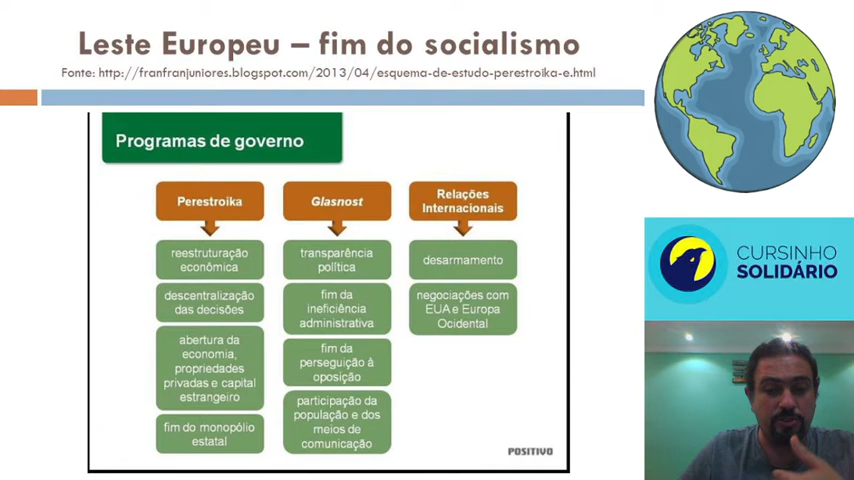 Leste Europeu – fim do socialismo
Fonte: http://franfranjuniores.blogspot.com/2013/04/esquema-de-estudo-perestroika-e.html
Programas de governo
Perestroika
reestruturação
econômica
descentralização
das decisões
abertura da
economia,
propriedades
privadas e capital
estrangeiro
fim do monopólio
estatal
Glasnost
transparência
política
fim da
ineficiência
administrativa
fim da
perseguição à
oposição
participação da
população e dos
meios de
comunicação
Relações
Internacionais
desarmamento
negociações com
EUA e Europa
Ocidental
POSITIVO
CURSINHO
SOLIDÁRIO